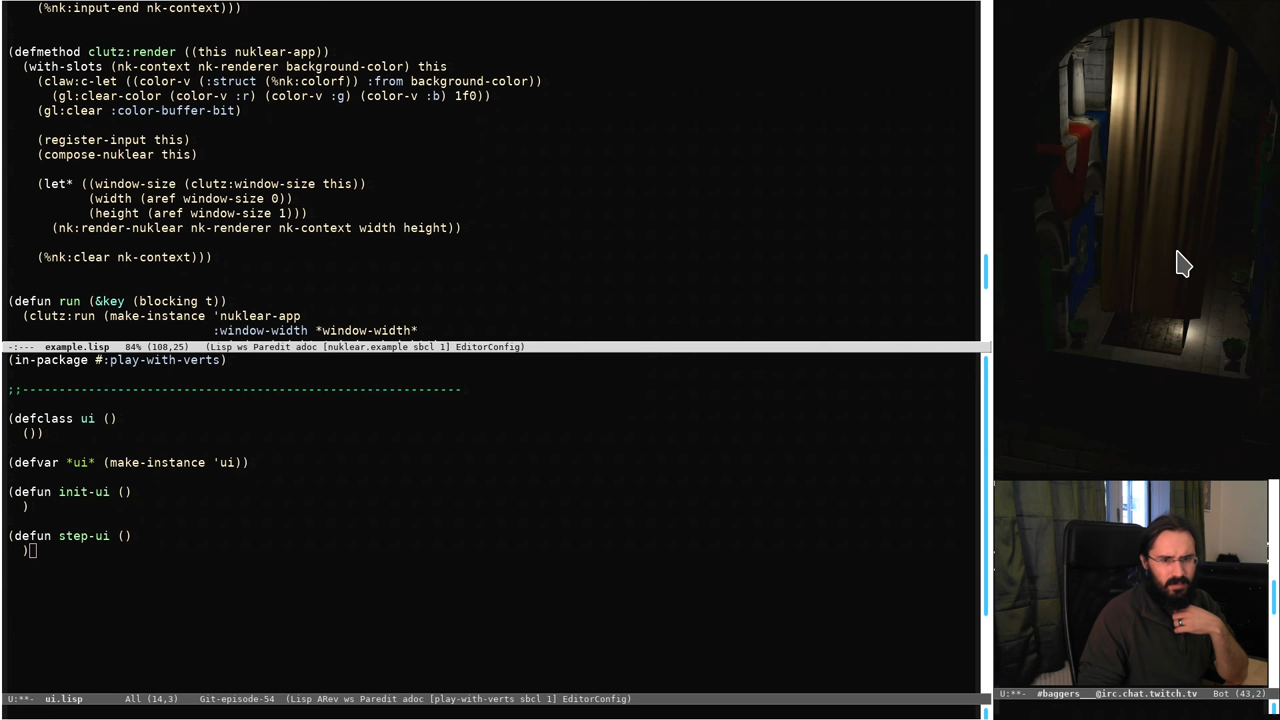 (%nk:input-end nk-context)))
(defmethod clutz:render ((this nuklear-app))
  (with-slots (nk-context nk-renderer background-color) this
    (claw:c-let ((color-v (:struct (%nk:colorf)) :from background-color))
      (gl:clear-color (color-v :r) (color-v :g) (color-v :b) 1f0))
    (gl:clear :color-buffer-bit)
    (register-input this)
    (compose-nuklear this)
    (let* ((window-size (clutz:window-size this))
           (width (aref window-size 0))
           (height (aref window-size 1)))
      (nk:render-nuklear nk-renderer nk-context width height))
    (%nk:clear nk-context)))
(defun run (&key (blocking t))
  (clutz:run (make-instance 'nuklear-app
                            :window-width *window-width*
-:---  example.lisp   84% (108,25)   (Lisp ws Paredit adoc [nuklear.example sbcl 1] EditorConfig)
(in-package #:play-with-verts)
;;------------------------------------------------------------
(defclass ui ()
  ())
(defvar *ui* (make-instance 'ui))
(defun init-ui ()
  )
(defun step-ui ()
  )
U:**-  ui.lisp        All (14,3)   Git-episode-54  (Lisp ARev ws Paredit adoc [play-with-verts sbcl 1] EditorConfig)
U:**-  #baggers___@irc.chat.twitch.tv   Bot (43,2)